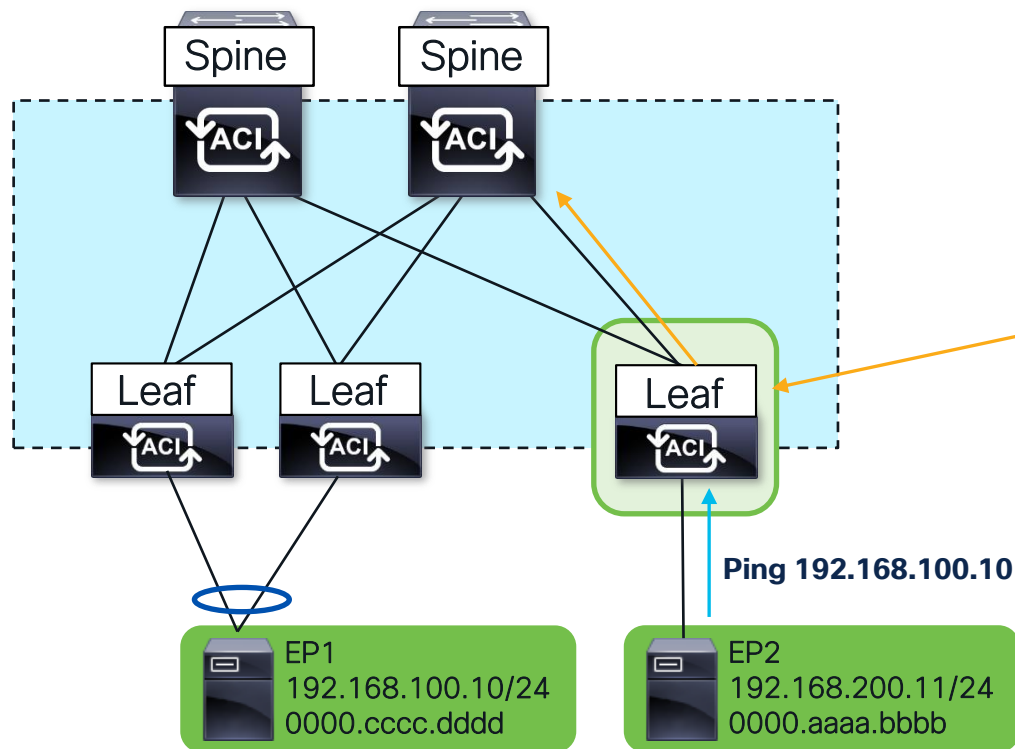 Spine
Spine
ACI
ACI
Leaf
Leaf
Leaf
ACI
ACI
ACI
Ping 192.168.100.10
EP1
192.168.100.10/24
0000.cccc.dddd
EP2
192.168.200.11/24
0000.aaaa.bbbb